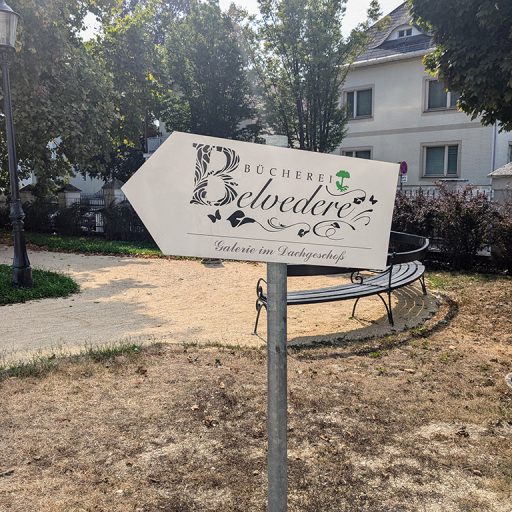 BÜCHEREI
Belvedere
Galerie im Dachgeschoß